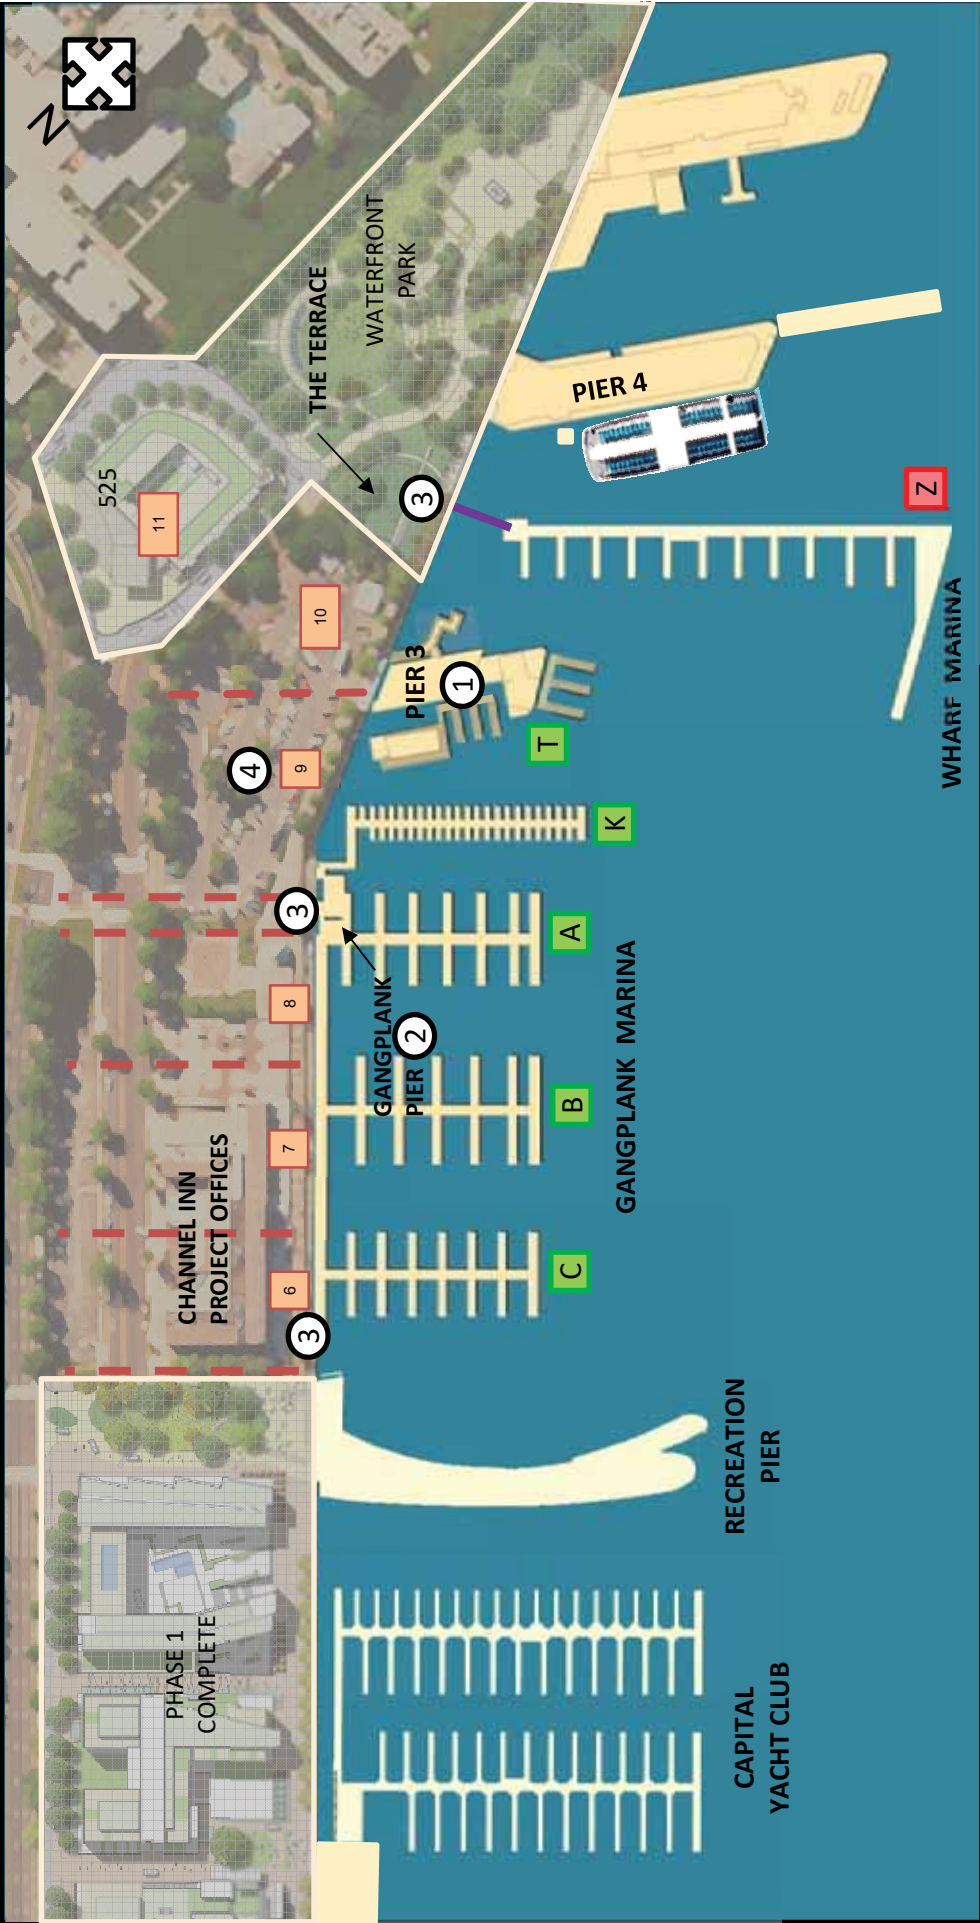 N
525
11
THE TERRACE
WATERFRONT
PARK
3
PIER 4
Z
WHARF MARINA
10
PIER 3
1
T
4
9
K
3
A
8
GANGPLANK
PIER
2
GANGPLANK MARINA
B
7
CHANNEL INN
PROJECT OFFICES
6
C
3
PHASE 1
COMPLETE
RECREATION
PIER
CAPITAL
YACHT CLUB